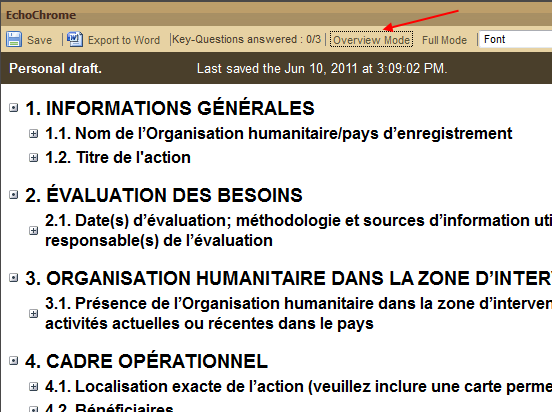 EchoChrome
Save Export to Word Key-Questions answered : 0/3 Overview Mode Full Mode Font
Personal draft. Last saved the Jun 10, 2011 at 3:09:02 PM.
1. INFORMATIONS GÉNÉRALES
1.1. Nom de l’Organisation humanitaire/pays d’enregistrement
1.2. Titre de l'action
2. ÉVALUATION DES BESOINS
2.1. Date(s) d’évaluation; méthodologie et sources d’information uti
responsable(s) de l’évaluation
3. ORGANISATION HUMANITAIRE DANS LA ZONE D’INTER
3.1. Présence de l’Organisation humanitaire dans la zone d’interven
activités actuelles ou récentes dans le pays
4. CADRE OPÉRATIONNEL
4.1. Localisation exacte de l’action (veuillez inclure une carte perme
4.2. Bénéficiaires